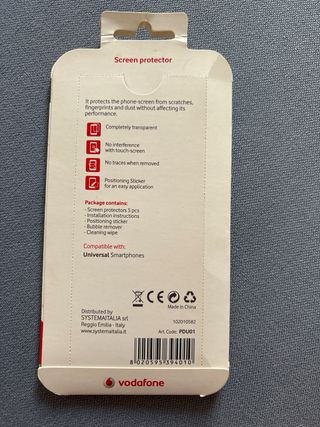 Screen protector
It protects the phone-screen from scratches,
fingerprints and dust without affecting its
performance.
Completely transparent
No interference
with touch-screen
No traces when removed
Positioning Sticker
for an easy application
Package contains:
- Screen protectors 5 pcs
- Installation instructions
- Positioning sticker
- Bubble remover
- Cleaning wipe
Compatible with:
Universal Smartphones
CE
Made in China
Distributed by
SYSTEMAITALIA srl
Reggio Emilia - Italy
www.systemaitalia.it
102010582
Art. Code: PDU01
8 020595 394010
vodafone